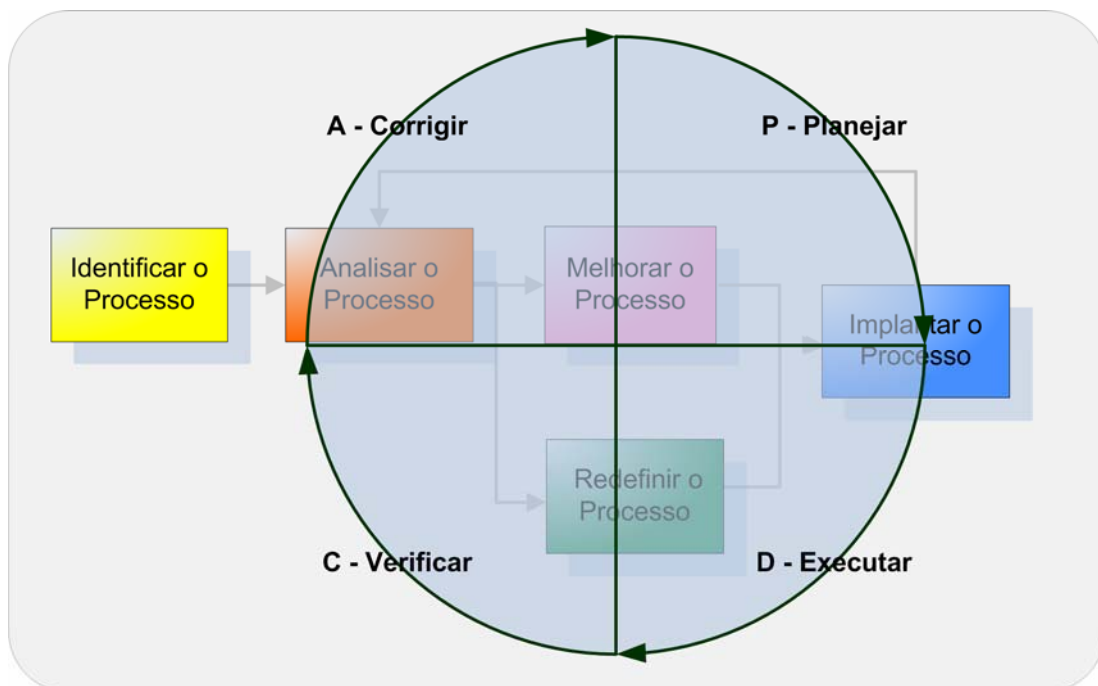 A - Corrigir
P - Planejar
Identificar o
Processo
Analisar o
Processo
Melhorar o
Processo
Implantar o
Processo
Redefinir o
Processo
C - Verificar
D - Executar